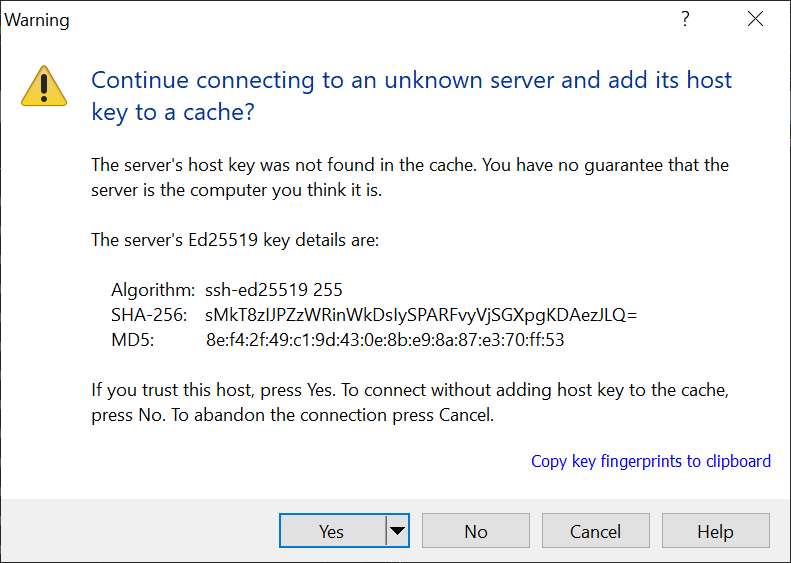 Warning
?
Continue connecting to an unknown server and add its host
key to a cache?
The server's host key was not found in the cache. You have no guarantee that the
server is the computer you think it is.
The server's Ed25519 key details are:
Algorithm: ssh-ed25519 255
SHA-256: sMkT8zIJPZzWRinWkDsIySPARFvyVjSGXpgKDAezJLQ=
MD5: 8e:f4:2f:49:c1:9d:43:0e:8b:e9:8a:87:e3:70:ff:53
If you trust this host, press Yes. To connect without adding host key to the cache,
press No. To abandon the connection press Cancel.
Copy key fingerprints to clipboard
Yes No Cancel Help